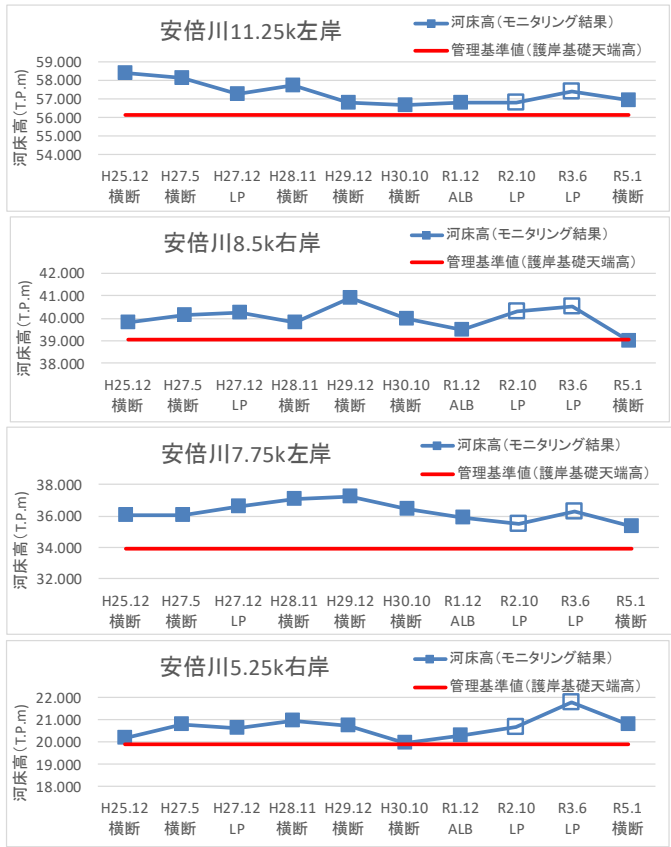 安倍川11.25k左岸
河床高(モニタリング結果)
管理基準値(護岸基礎天端高)
河床高(T.P.m)
59.000
58.000
57.000
56.000
55.000
54.000
H25.12 H27.5 H27.12 H28.11 H29.12 H30.10 R1.12 R2.10 R3.6 R5.1
横断 横断 LP 横断 横断 横断 ALB LP LP 横断
安倍川8.5k右岸
河床高(モニタリング結果)
管理基準値(護岸基礎天端高)
河床高(T.P.m)
42.000
41.000
40.000
39.000
38.000
H25.12 H27.5 H27.12 H28.11 H29.12 H30.10 R1.12 R2.10 R3.6 R5.1
横断 横断 LP 横断 横断 横断 ALB LP LP 横断
安倍川7.75k左岸
河床高(モニタリング結果)
管理基準値(護岸基礎天端高)
河床高(T.P.m)
38.000
36.000
34.000
32.000
H25.12 H27.5 H27.12 H28.11 H29.12 H30.10 R1.12 R2.10 R3.6 R5.1
横断 横断 LP 横断 横断 横断 ALB LP LP 横断
安倍川5.25k右岸
河床高(モニタリング結果)
管理基準値(護岸基礎天端高)
河床高(T.P.m)
22.000
21.000
20.000
19.000
18.000
H25.12 H27.5 H27.12 H28.11 H29.12 H30.10 R1.12 R2.10 R3.6 R5.1
横断 横断 LP 横断 横断 横断 ALB LP LP 横断